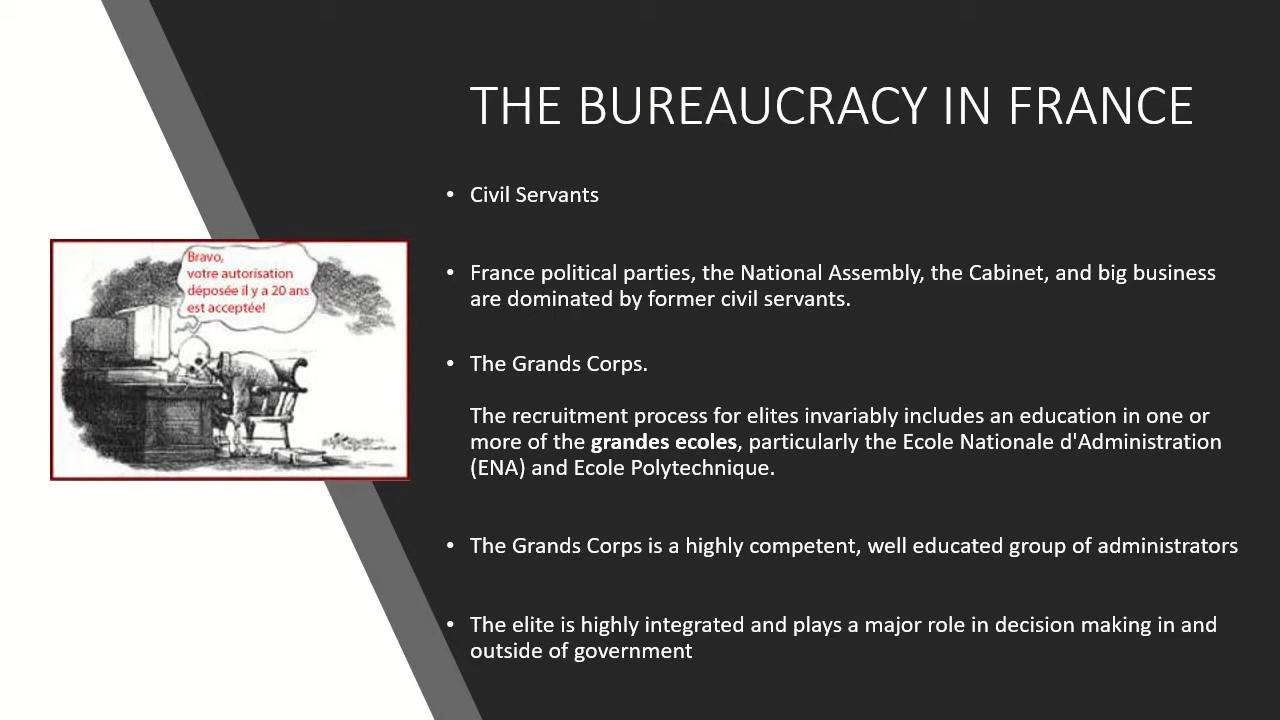 THE BUREAUCRACY IN FRANCE
• Civil Servants
• France political parties, the National Assembly, the Cabinet, and big business
are dominated by former civil servants.
• The Grands Corps.
The recruitment process for elites invariably includes an education in one or
more of the grandes ecoles, particularly the Ecole Nationale d'Administration
(ENA) and Ecole Polytechnique.
• The Grands Corps is a highly competent, well educated group of administrators
• The elite is highly integrated and plays a major role in decision making in and
outside of government
Bravo,
votre autorisation
déposée il y a 20 ans
est acceptée!